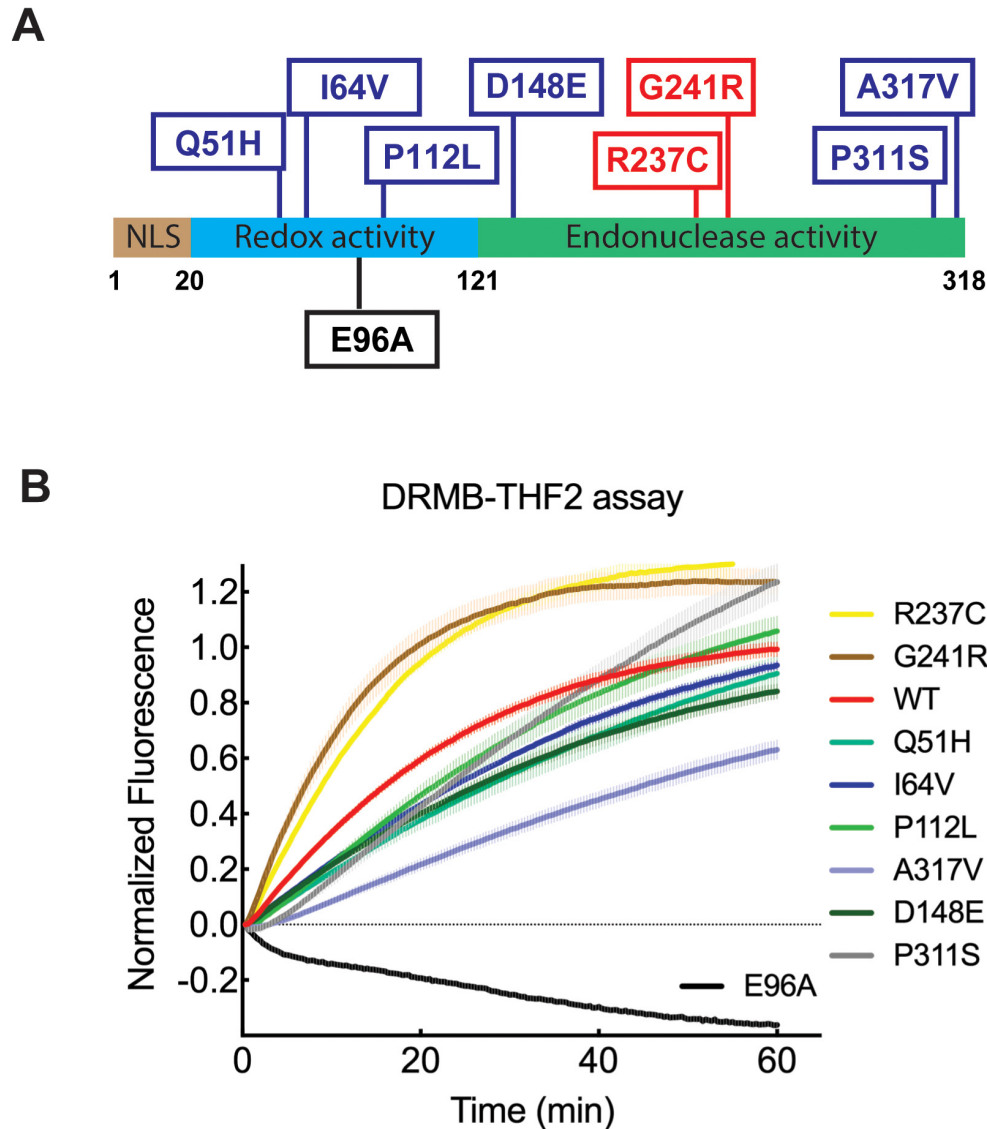 A
I64V D148E G241R A317V
Q51H P112L R237C P311S
NLS Redox activity Endonuclease activity
1 20 121 318
E96A
B
DRMB-THF2 assay
Normalized Fluorescence
1.2
1.0
0.8
0.6
0.4
0.2
0.0
-0.2
R237C
G241R
WT
Q51H
I64V
P112L
A317V
D148E
P311S
E96A
0 20 40 60
Time (min)